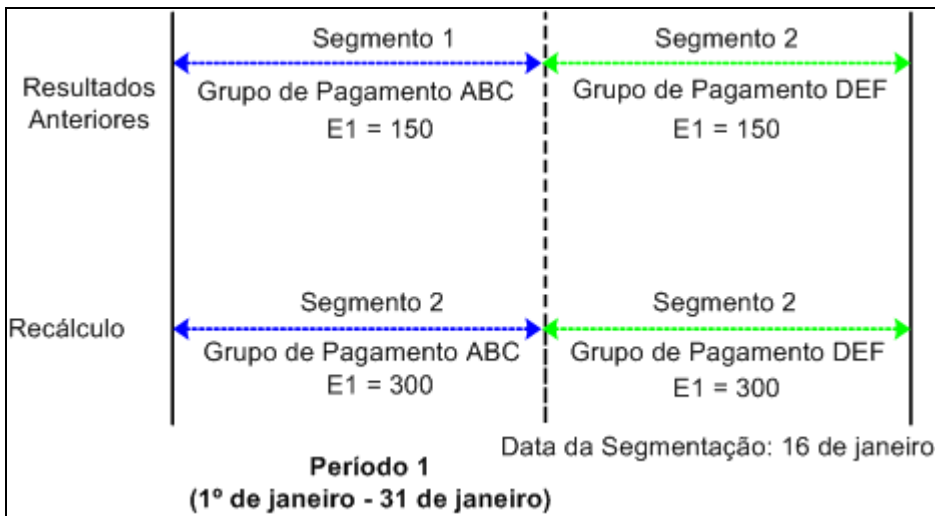 Segmento 1
Segmento 2
Resultados
Anteriores
Grupo de Pagamento ABC
E1 = 150
Grupo de Pagamento DEF
E1 = 150
Recálculo
Segmento 2
Segmento 2
Grupo de Pagamento ABC
E1 = 300
Grupo de Pagamento DEF
E1 = 300
Data da Segmentação: 16 de janeiro
Período 1
(1º de janeiro - 31 de janeiro)